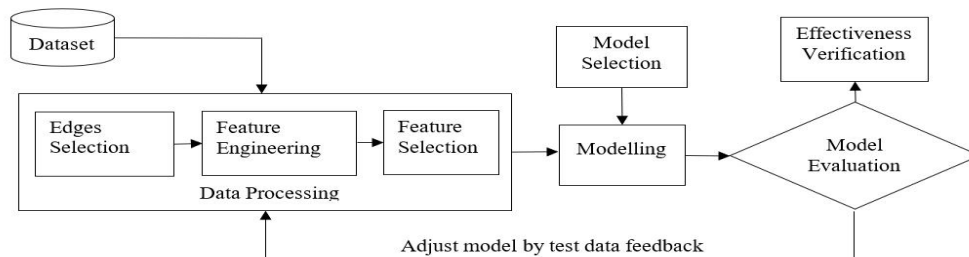 Dataset
Model
Selection
Effectiveness
Verification
Edges
Selection
Feature
Engineering
Feature
Selection
Modelling
Model
Evaluation
Data Processing
Adjust model by test data feedback